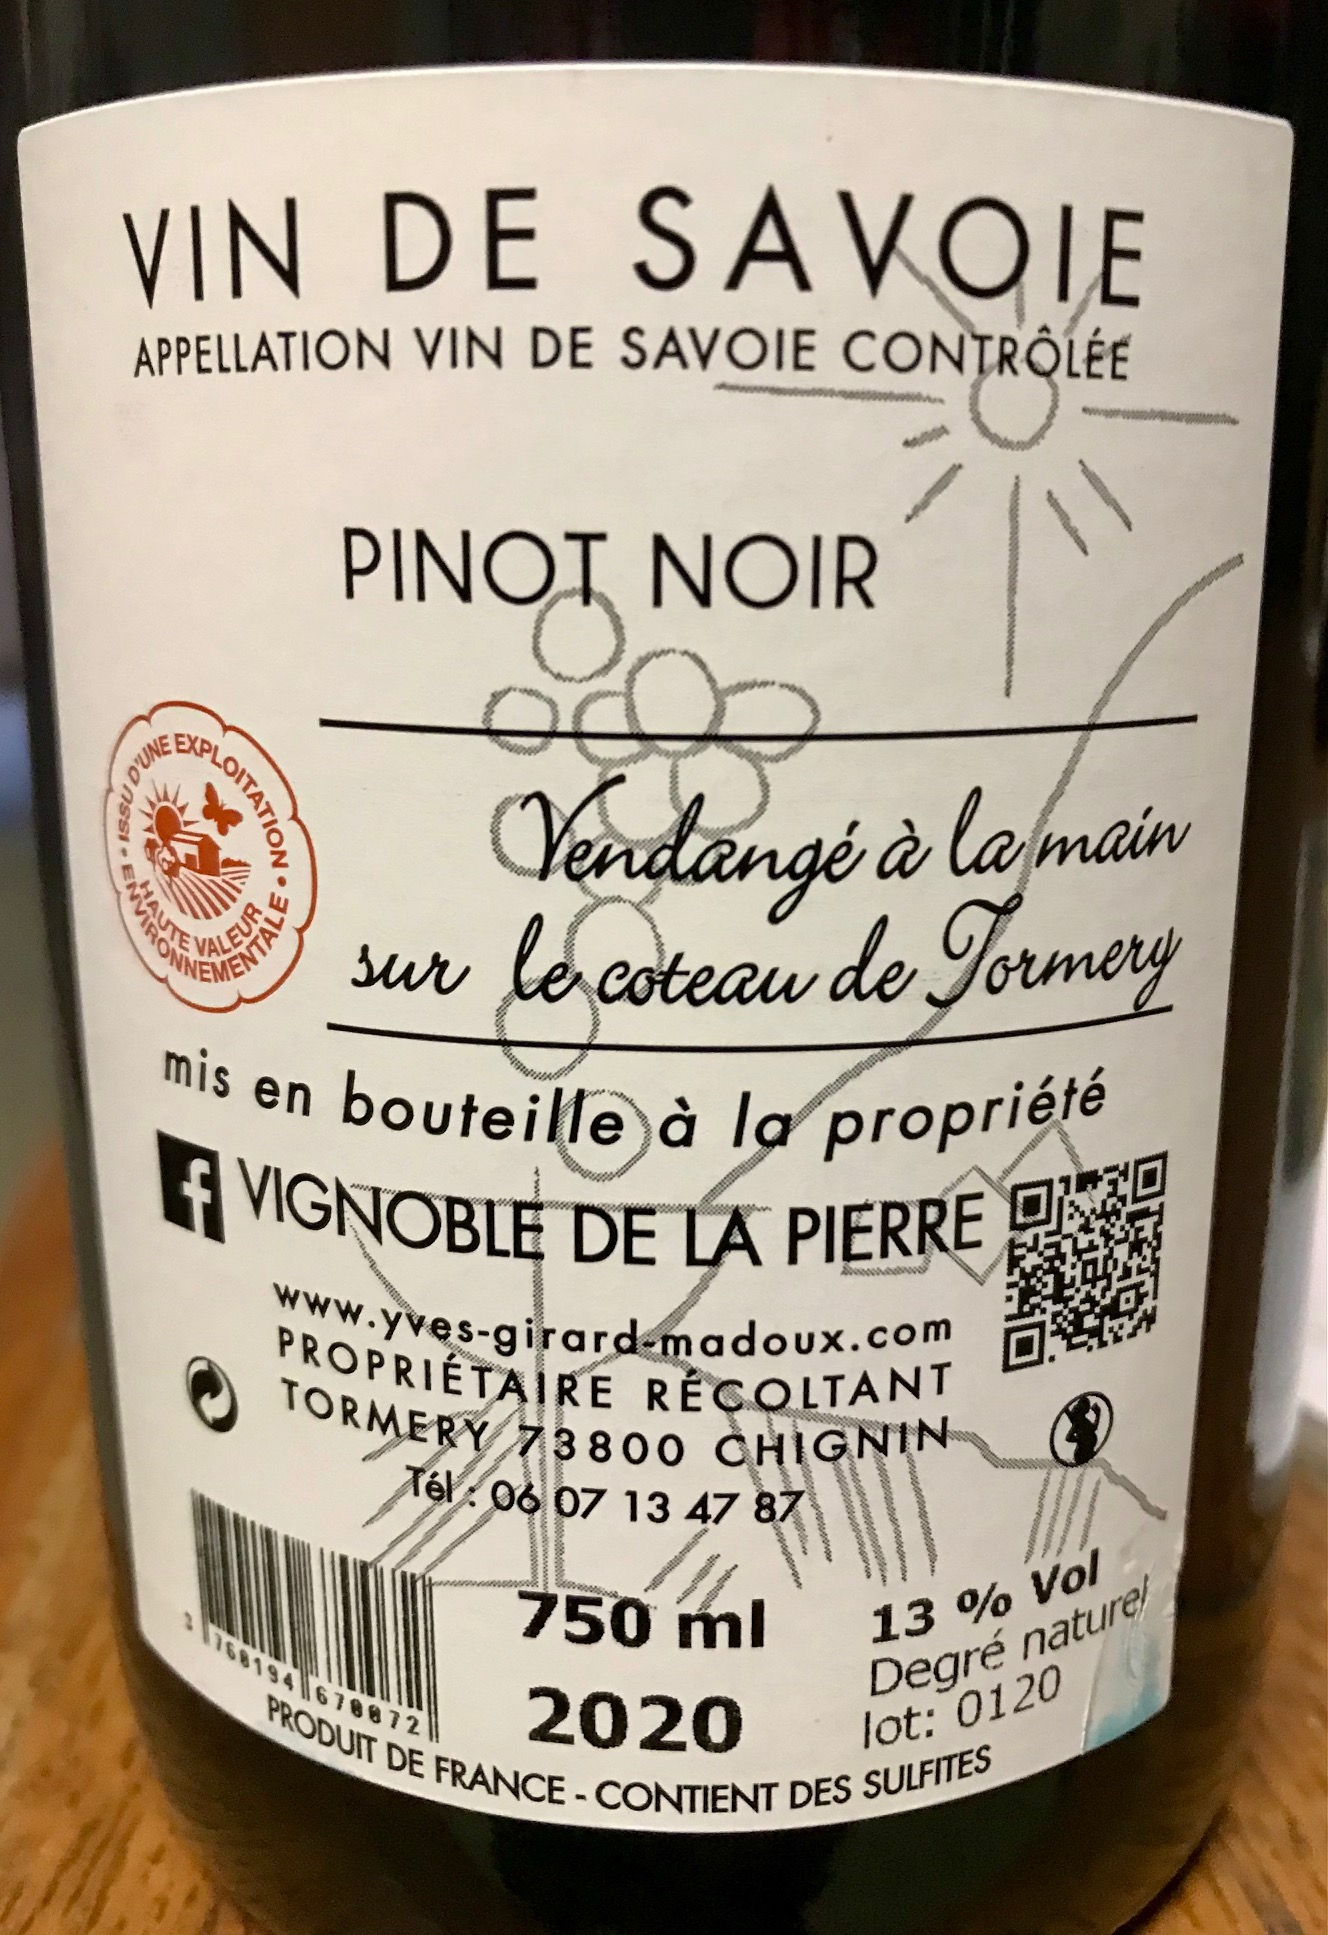 VIN DE SAVOIE
APPELLATION VIN DE SAVOIE CONTRÔLÉE
PINOT NOIR
ISSU D'UNE EXPLOITATION •
HAUTE VALEUR
ENVIRONNEMENTALE •
Vendangé à la main
sur le coteau de Tormery
mis en bouteille à la propriété
f VIGNOBLE DE LA PIERRE
www.yves-girard-madoux.com
PROPRIÉTAIRE RÉCOLTANT
TORMERY 73800 CHIGNIN
Tél : 06 07 13 47 87
750 ml
13 % Vol
Degré naturel
2020
lot: 0120
3 760194 670072
PRODUIT DE FRANCE - CONTIENT DES SULFITES